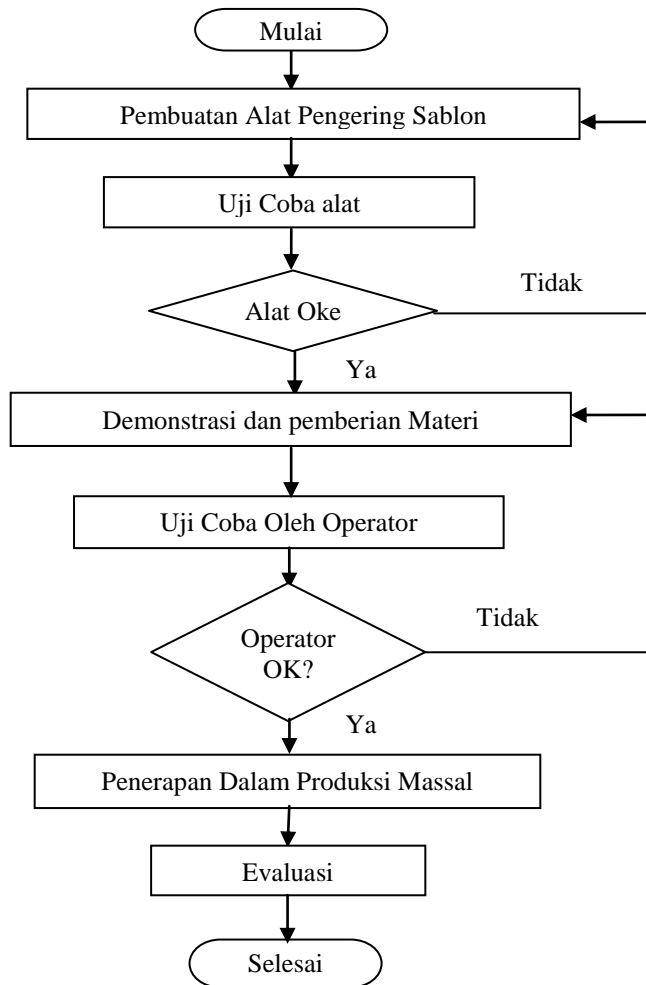 Mulai
Pembuatan Alat Pengering Sablon
Uji Coba alat
Tidak
Alat Oke
Ya
Demonstrasi dan pemberian Materi
Uji Coba Oleh Operator
Tidak
Operator
OK?
Ya
Penerapan Dalam Produksi Massal
Evaluasi
Selesai